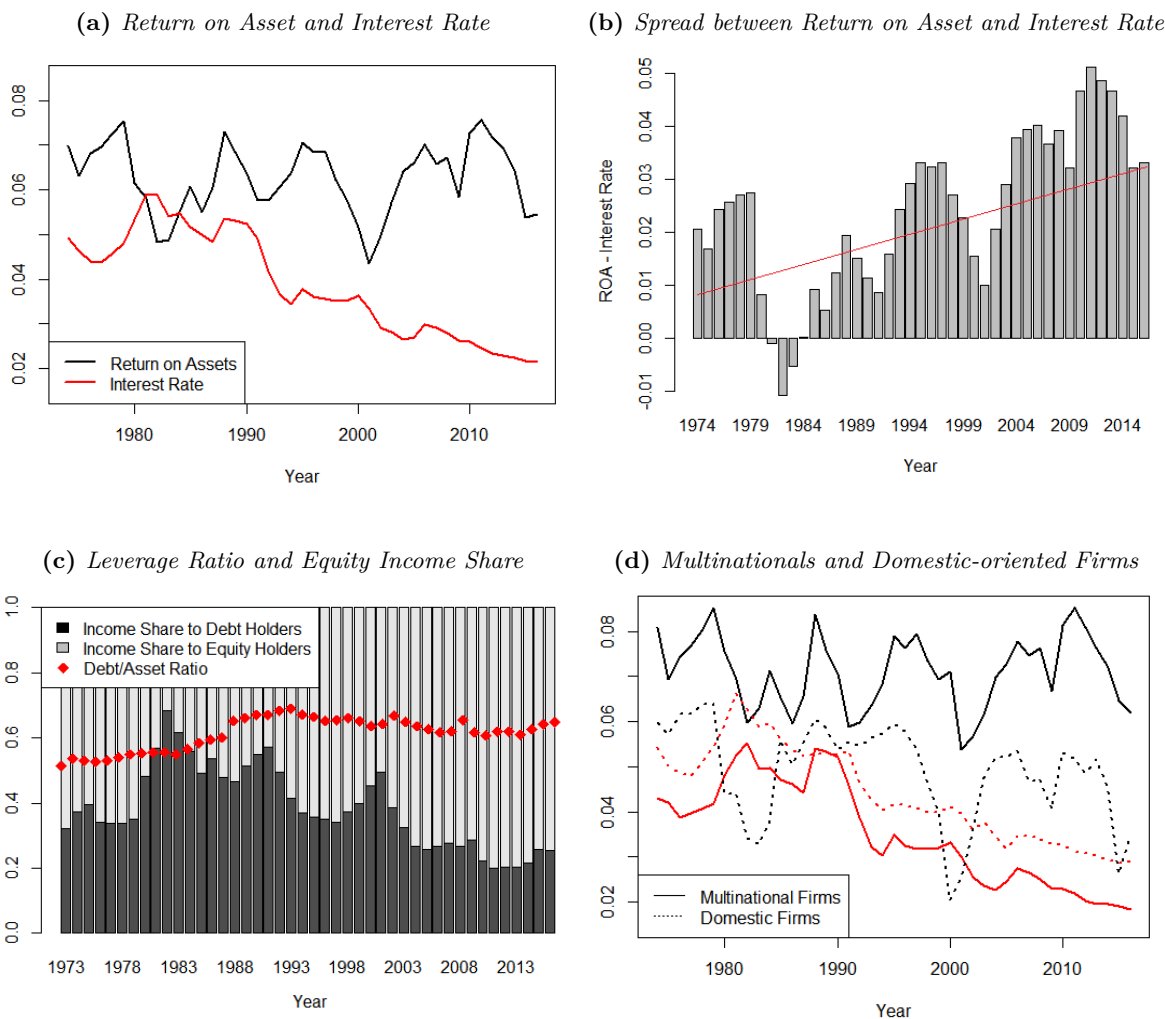 (a) Return on Asset and Interest Rate
0.08
0.06
0.04
0.02
Return on Assets
Interest Rate
1980 1990 2000 2010
Year
(b) Spread between Return on Asset and Interest Rate
ROA - Interest Rate
0.05
0.04
0.03
0.02
0.01
0.00
-0.01
1974 1979 1984 1989 1994 1999 2004 2009 2014
Year
(c) Leverage Ratio and Equity Income Share
1.0
0.8
0.6
0.4
0.2
0.0
Income Share to Debt Holders
Income Share to Equity Holders
Debt/Asset Ratio
1973 1978 1983 1988 1993 1998 2003 2008 2013
Year
(d) Multinationals and Domestic-oriented Firms
0.08
0.06
0.04
0.02
Multinational Firms
Domestic Firms
1980 1990 2000 2010
Year